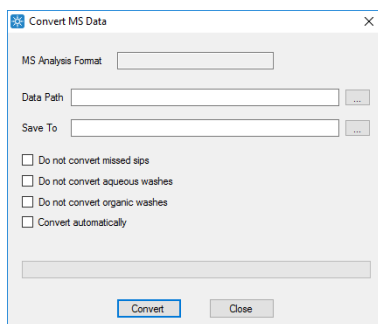 Convert MS Data
MS Analysis Format
Data Path
...
Save To
...
Do not convert missed sips
Do not convert aqueous washes
Do not convert organic washes
Convert automatically
Convert
Close